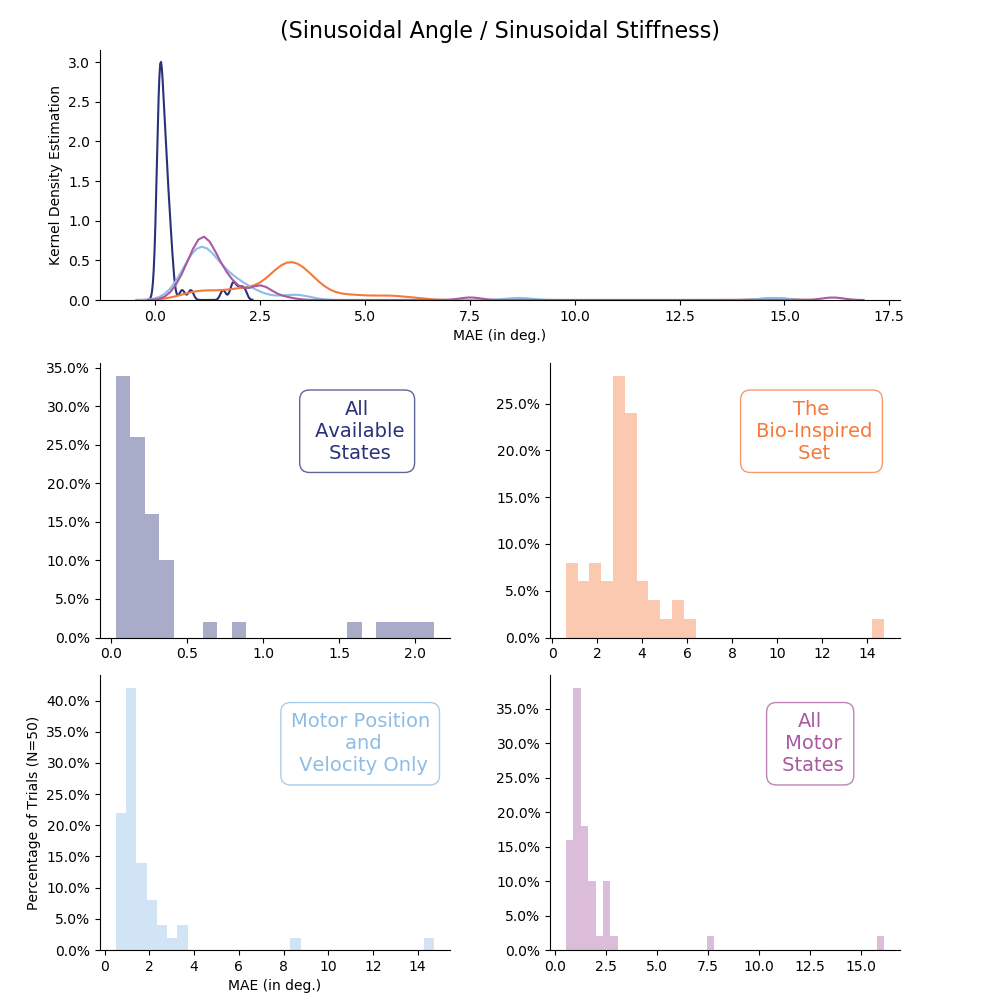 (Sinusoidal Angle / Sinusoidal Stiffness)
Kernel Density Estimation
3.0
2.5
2.0
1.5
1.0
0.5
0.0
0.0 2.5 5.0 7.5 10.0 12.5 15.0 17.5
MAE (in deg.)
35.0%
30.0%
25.0%
20.0%
15.0%
10.0%
5.0%
0.0%
0.0 0.5 1.0 1.5 2.0
All
Available
States
25.0%
20.0%
15.0%
10.0%
5.0%
0.0%
0 2 4 6 8 10 12 14
The
Bio-Inspired
Set
Percentage of Trials (N=50)
40.0%
35.0%
30.0%
25.0%
20.0%
15.0%
10.0%
5.0%
0.0%
0 2 4 6 8 10 12 14
MAE (in deg.)
Motor Position
and
Velocity Only
35.0%
30.0%
25.0%
20.0%
15.0%
10.0%
5.0%
0.0%
0.0 2.5 5.0 7.5 10.0 12.5 15.0
All
Motor
States